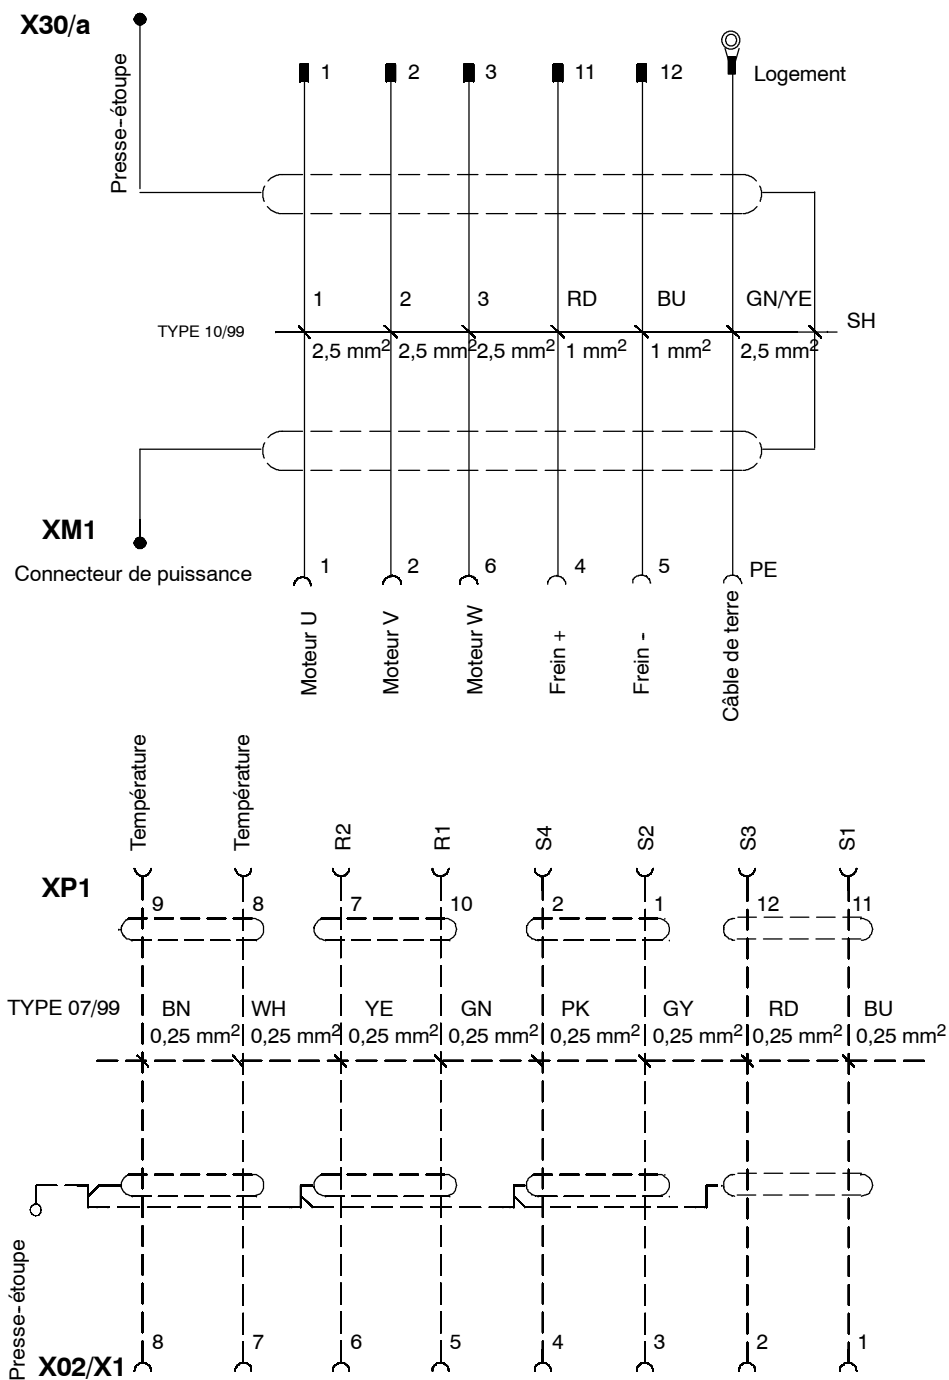 X30/a
Presse-étoupe
1 2 3 11 12 Logement
1 2 3 RD BU GN/YE
TYPE 10/99 SH
2,5 mm² 2,5 mm² 2,5 mm² 1 mm² 1 mm² 2,5 mm²
XM1
Connecteur de puissance
1 2 6 4 5 PE
Moteur U
Moteur V
Moteur W
Frein +
Frein -
Câble de terre
Température
Température
R2
R1
S4
S2
S3
S1
XP1
9 8 7 10 2 1 12 11
TYPE 07/99 BN WH YE GN PK GY RD BU
0,25 mm² 0,25 mm² 0,25 mm² 0,25 mm² 0,25 mm² 0,25 mm² 0,25 mm² 0,25 mm²
Presse-étoupe
8 7 6 5 4 3 2 1
X02/X1